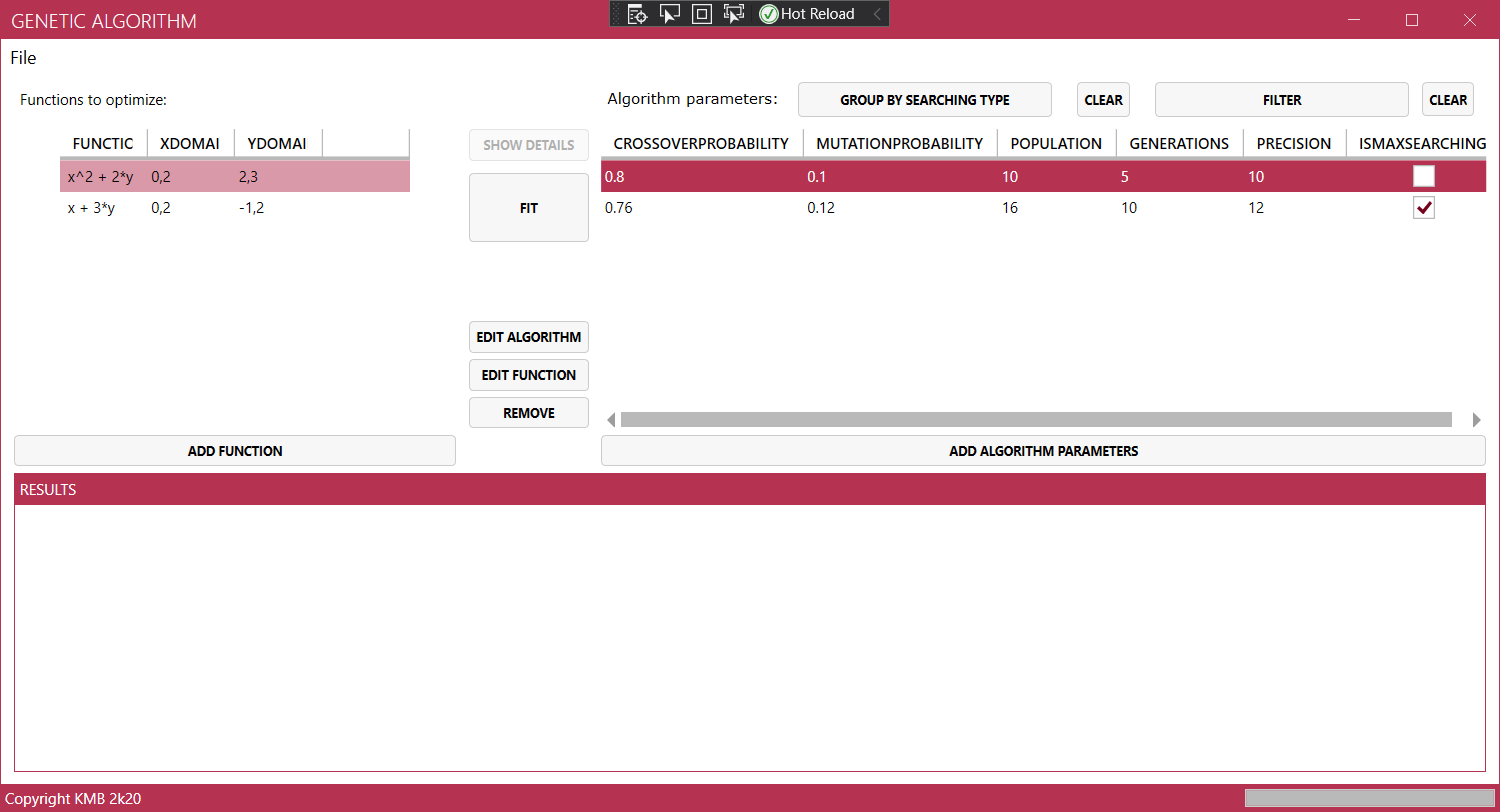 GENETIC ALGORITHM
Hot Reload
File
Functions to optimize:
Algorithm parameters:
GROUP BY SEARCHING TYPE
CLEAR
FILTER
CLEAR
FUNCTIC XDOMAI YDOMAI
x^2 + 2*y 0,2 2,3
x + 3*y 0,2 -1,2
SHOW DETAILS
FIT
EDIT ALGORITHM
EDIT FUNCTION
REMOVE
CROSSOVERPROBABILITY MUTATIONPROBABILITY POPULATION GENERATIONS PRECISION ISMAXSEARCHING
0.8 0.1 10 5 10
0.76 0.12 16 10 12
ADD FUNCTION
ADD ALGORITHM PARAMETERS
RESULTS
Copyright KMB 2k20